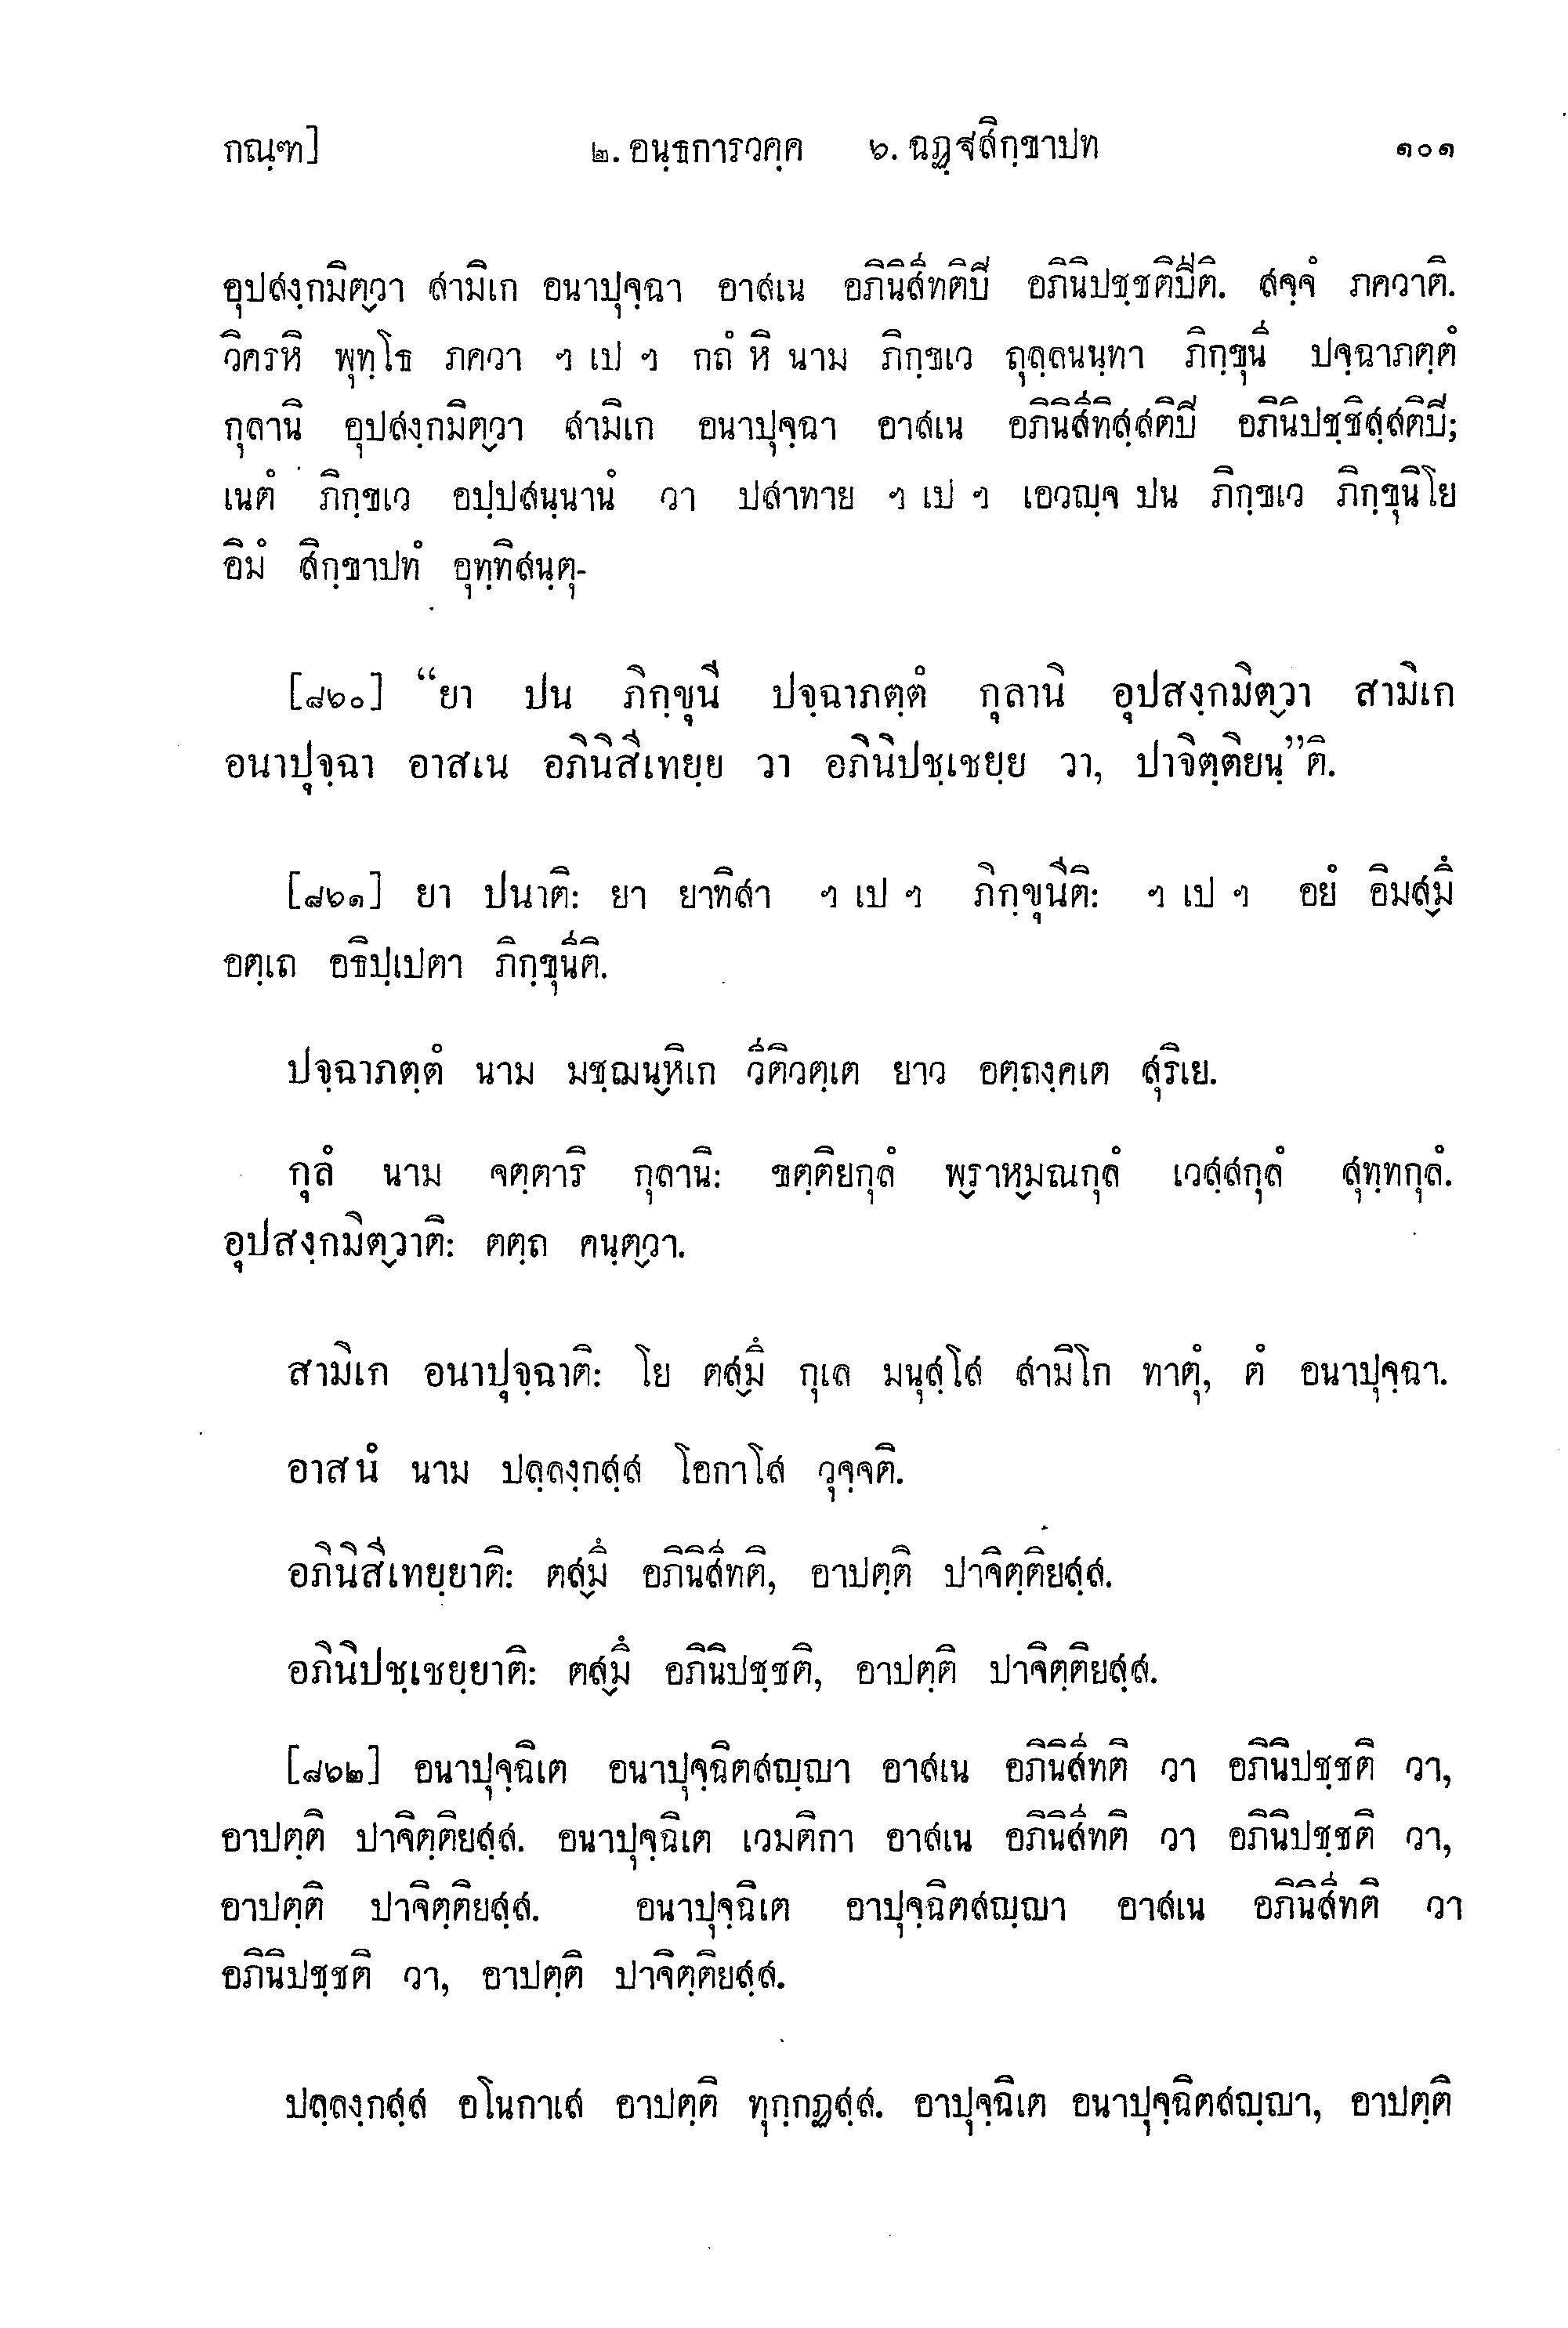 กณฺฑ] ๒. อนฺธการวคฺค ๖. ฉฏฺฐสิกฺขาปท ๑๐๑
อุปสงฺกมิตฺวา สามิเก อนาปุจฺฉา อาสเน อภินิสีทติปี อภินิปชฺชติปีติ. สจฺจํ ภควาติ.
วิครหิ พุทฺโธ ภควา ฯ เป ฯ กถํ หิ นาม ภิกฺขเว ถุลฺลนนฺทา ภิกฺขุนี ปจฺฉาภตฺตํ
กุลานิ อุปสงฺกมิตฺวา สามิเก อนาปุจฺฉา อาสเน อภินิสีทิสฺสติปี อภินิปชฺชิสฺสติปี;
เนตํ ภิกฺขเว อปฺปสนฺนานํ วา ปสาทาย ฯ เป ฯ เอวญฺจ ปน ภิกฺขเว ภิกฺขุนิโย
อิมํ สิกฺขาปทํ อุทฺทิสนฺตุ-
[๘๖๐] “ยา ปน ภิกฺขุนี ปจฺฉาภตฺตํ กุลานิ อุปสงฺกมิตฺวา สามิเก
อนาปุจฺฉา อาสเน อภินิสีเทยฺย วา อภินิปชฺเชยฺย วา, ปาจิตฺติยนฺ”ติ.
[๘๖๑] ยา ปนาติ: ยา ยาทิสา ฯ เป ฯ ภิกฺขุนีติ: ฯ เป ฯ อยํ อิมสฺมิํ
อตฺเถ อธิปฺเปตา ภิกฺขุนีติ.
ปจฺฉาภตฺตํ นาม มชฺฌนฺหิเก วีติวตฺเต ยาว อตฺถงฺคเต สุริเย.
กุลํ นาม จตฺตาริ กุลานิ: ขตฺติยกุลํ พฺราหฺมณกุลํ เวสฺสกุลํ สุทฺทกุลํ.
อุปสงฺกมิตฺวาติ: ตตฺถ คนฺตฺวา.
สามิเก อนาปุจฺฉาติ: โย ตสฺมิํ กุเล มนุสฺโส สามิโก ทาตุํ, ตํ อนาปุจฺฉา.
อาสนํ นาม ปลฺลงฺกสฺส โอกาโส วุจฺจติ.
อภินิสีเทยฺยาติ: ตสฺมิํ อภินิสีทติ, อาปตฺติ ปาจิตฺติยสฺส.
อภินิปชฺเชยฺยาติ: ตสฺมิํ อภินิปชฺชติ, อาปตฺติ ปาจิตฺติยสฺส.
[๘๖๒] อนาปุจฺฉิเต อนาปุจฺฉิตสญฺญา อาสเน อภินิสีทติ วา อภินิปชฺชติ วา,
อาปตฺติ ปาจิตฺติยสฺส. อนาปุจฺฉิเต เวมติกา อาสเน อภินิสีทติ วา อภินิปชฺชติ วา,
อาปตฺติ ปาจิตฺติยสฺส. อนาปุจฺฉิเต อาปุจฺฉิตสญฺญา อาสเน อภินิสีทติ วา
อภินิปชฺชติ วา, อาปตฺติ ปาจิตฺติยสฺส.
ปลฺลงฺกสฺส อโนกาเส อาปตฺติ ทุกฺกฏสฺส. อาปุจฺฉิเต อนาปุจฺฉิตสญฺญา, อาปตฺติ